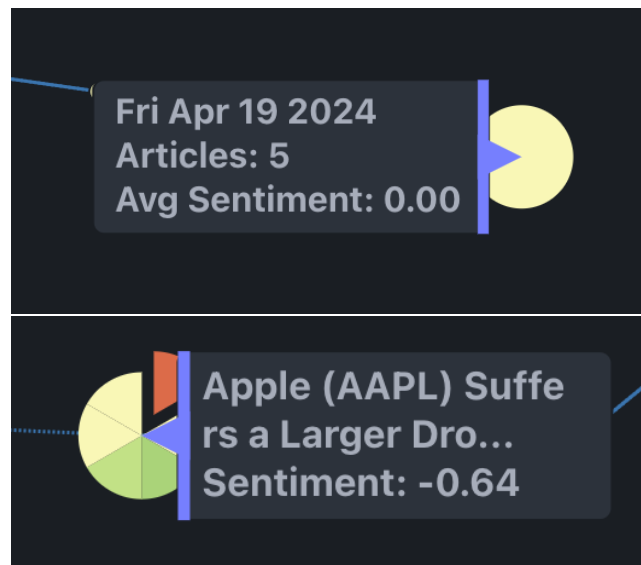 Fri Apr 19 2024
Articles: 5
Avg Sentiment: 0.00
Apple (AAPL) Suffe
rs a Larger Dro...
Sentiment: -0.64